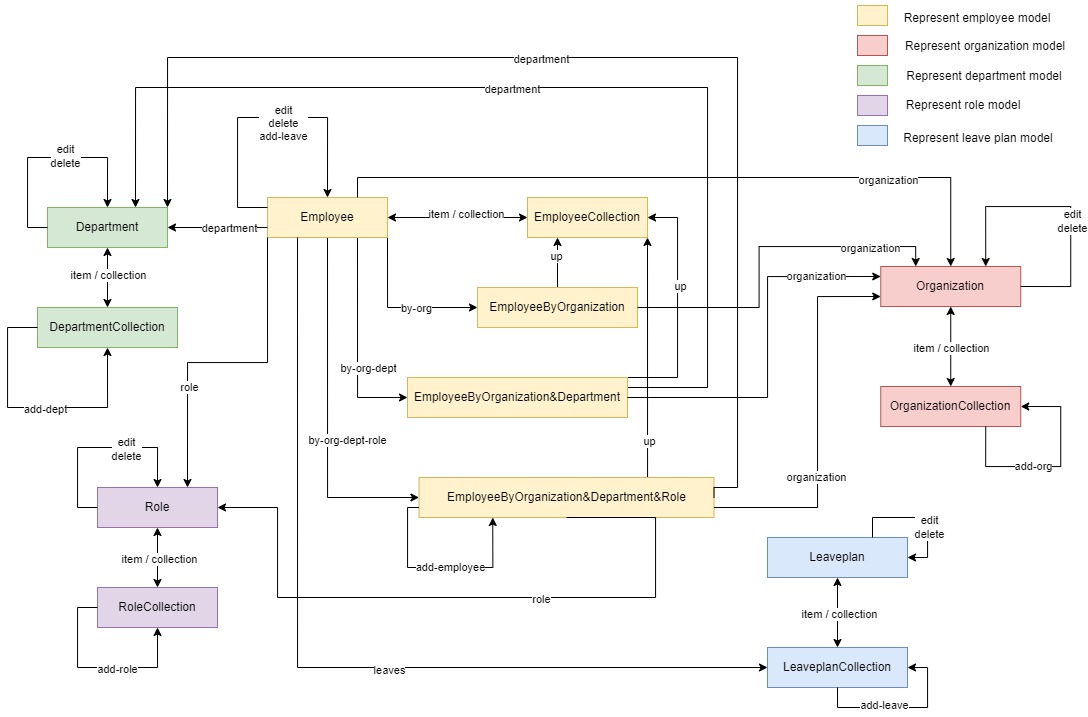 Represent employee model
Represent organization model
Represent department model
Represent role model
Represent leave plan model
department
department
edit
delete
add-leave
edit
delete
organization
Employee
item / collection
EmployeeCollection
Department
department
edit
delete
organization
up
organization
up
item / collection
Organization
by-org
EmployeeByOrganization
DepartmentCollection
item / collection
by-org-dept
role
EmployeeByOrganization&Department
OrganizationCollection
add-dept
by-org-dept-role
up
edit
delete
add-org
organization
EmployeeByOrganization&Department&Role
Role
edit
delete
item / collection
Leaveplan
add-employee
role
RoleCollection
item / collection
add-role
leaves
LeaveplanCollection
add-leave